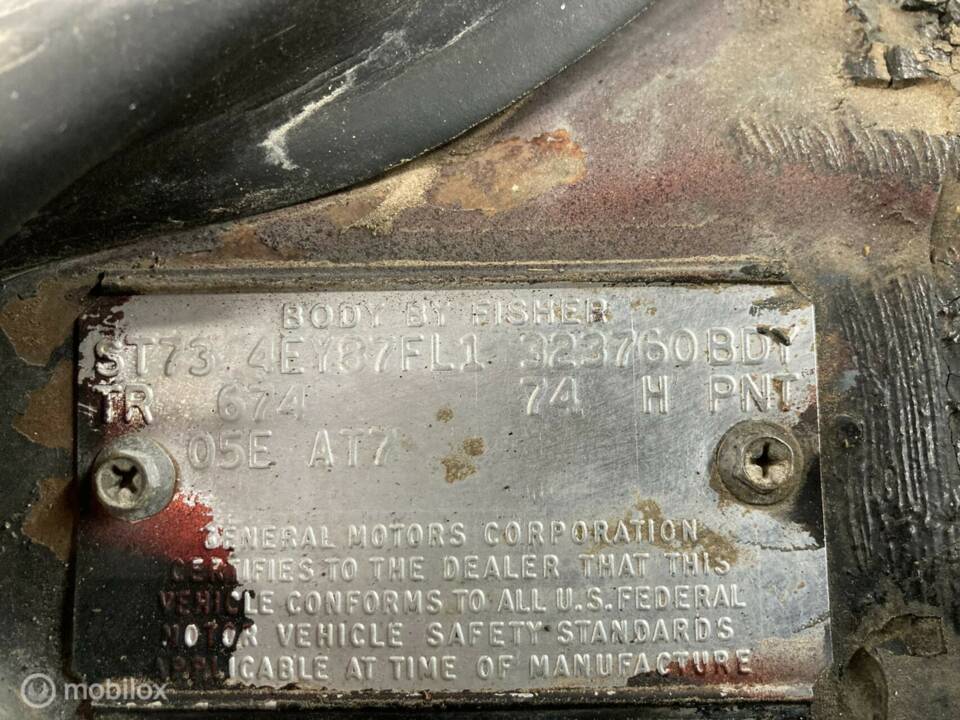 BODY BY FISHER
ST73 4EY87FL1 323760BDY
TR 674 74 H PNT
05E AT7
GENERAL MOTORS CORPORATION
CERTIFIES TO THE DEALER THAT THIS
VEHICLE CONFORMS TO ALL U.S. FEDERAL
MOTOR VEHICLE SAFETY STANDARDS
APPLICABLE AT TIME OF MANUFACTURE
mobilox